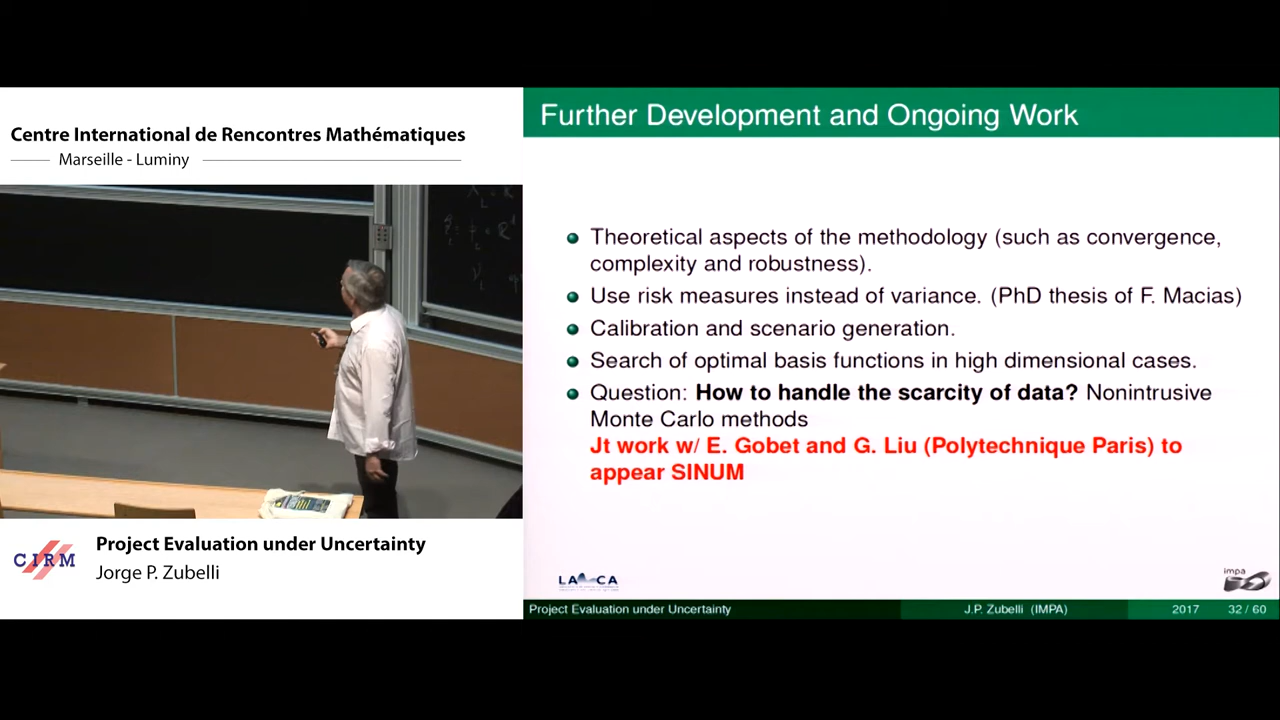 Centre International de Rencontres Mathématiques
Marseille - Luminy
Further Development and Ongoing Work
Theoretical aspects of the methodology (such as convergence,
complexity and robustness).
Use risk measures instead of variance. (PhD thesis of F. Macias)
Calibration and scenario generation.
Search of optimal basis functions in high dimensional cases.
Question: How to handle the scarcity of data? Nonintrusive
Monte Carlo methods
Jt work w/ E. Gobet and G. Liu (Polytechnique Paris) to
appear SINUM
CIRM
Project Evaluation under Uncertainty
Jorge P. Zubelli
impa
Project Evaluation under Uncertainty
J.P. Zubelli (IMPA)
2017
32 / 60